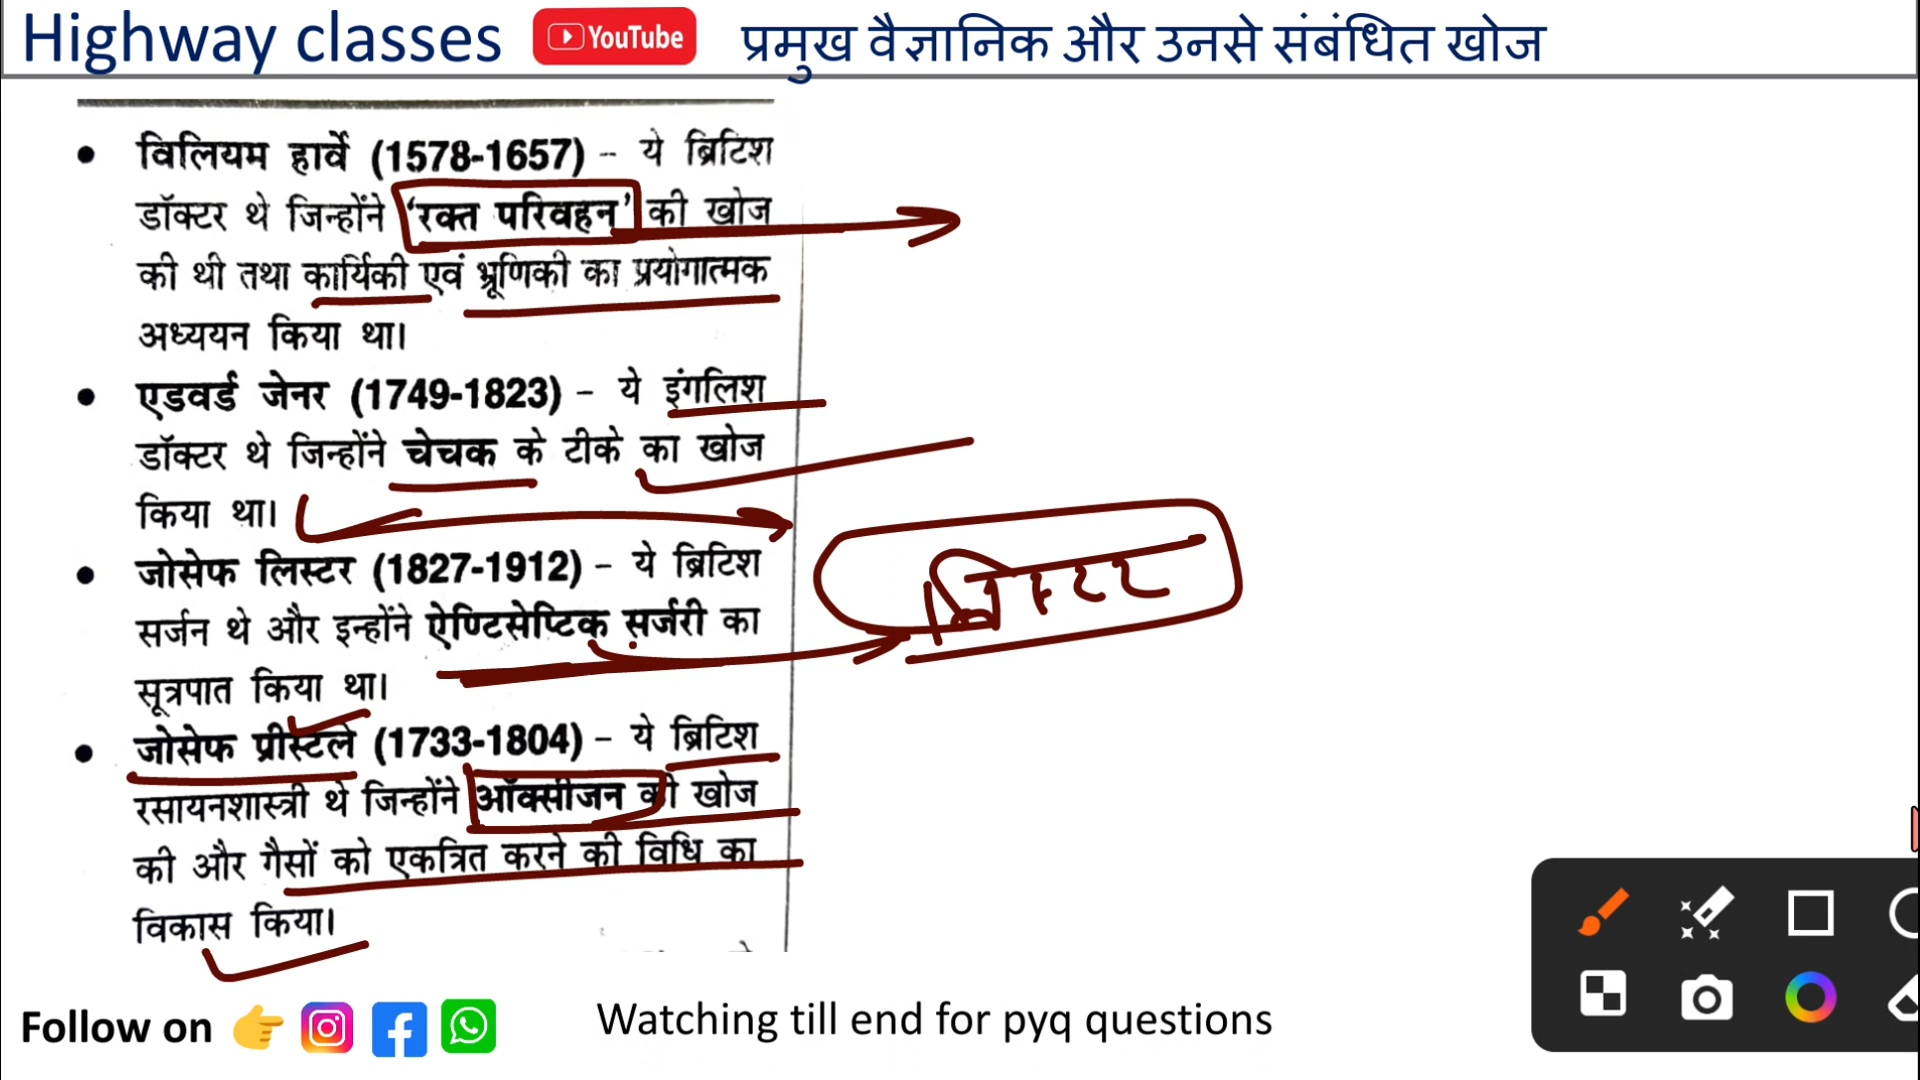 Highway classes YouTube प्रमुख वैज्ञानिक और उनसे संबंधित खोज
• विलियम हार्वे (1578-1657) – ये ब्रिटिश
डॉक्टर थे जिन्होंने 'रक्त परिवहन' की खोज
की थी तथा कार्यिकी एवं भ्रूणिकी का प्रयोगात्मक
अध्ययन किया था।
• एडवर्ड जेनर (1749-1823) – ये इंगलिश
डॉक्टर थे जिन्होंने चेचक के टीके का खोज
किया था।
• जोसेफ लिस्टर (1827-1912) – ये ब्रिटिश
सर्जन थे और इन्होंने ऐण्टिसेप्टिक सर्जरी का
सूत्रपात किया था।
लिस्टर
• जोसेफ प्रीस्टले (1733-1804) – ये ब्रिटिश
रसायनशास्त्री थे जिन्होंने ऑक्सीजन की खोज
की और गैसों को एकत्रित करने की विधि का
विकास किया।
Follow on Watching till end for pyq questions